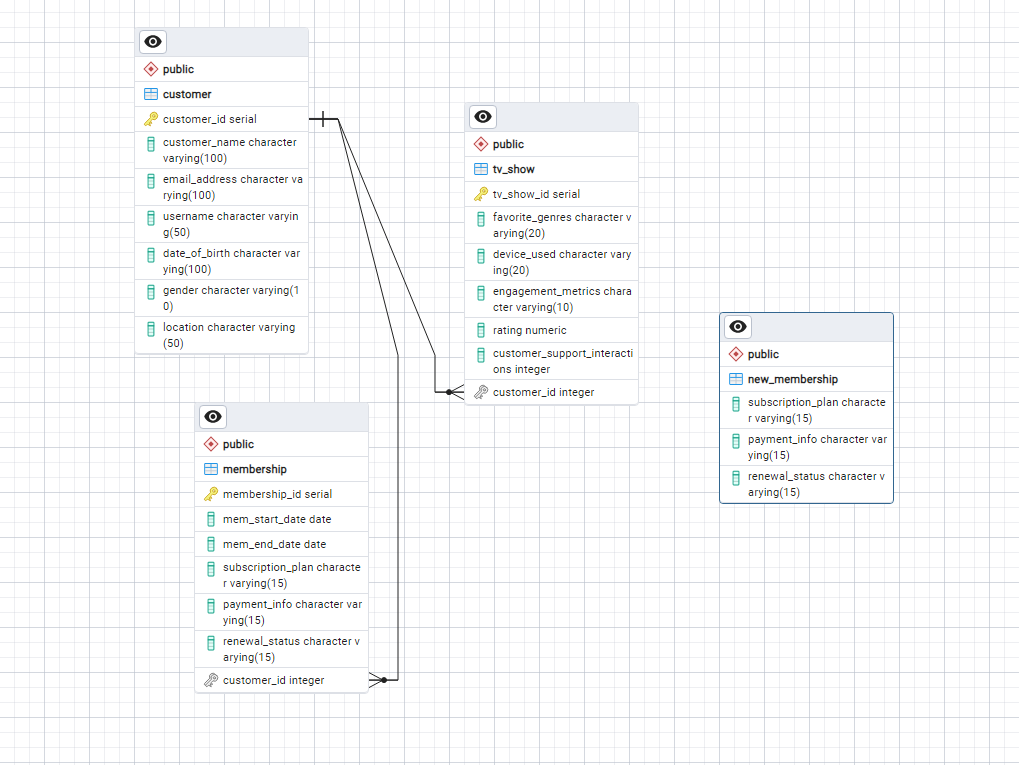 public
customer
customer_id serial
customer_name character
varying(100)
email_address character va
rying(100)
username character varyin
g(50)
date_of_birth character var
ying(100)
gender character varying(1
0)
location character varying
(50)
public
tv_show
tv_show_id serial
favorite_genres character v
arying(20)
device_used character vary
ing(20)
engagement_metrics chara
cter varying(10)
rating numeric
customer_support_interacti
ons integer
customer_id integer
public
membership
membership_id serial
mem_start_date date
mem_end_date date
subscription_plan characte
r varying(15)
payment_info character var
ying(15)
renewal_status character v
arying(15)
customer_id integer
public
new_membership
subscription_plan characte
r varying(15)
payment_info character var
ying(15)
renewal_status character v
arying(15)